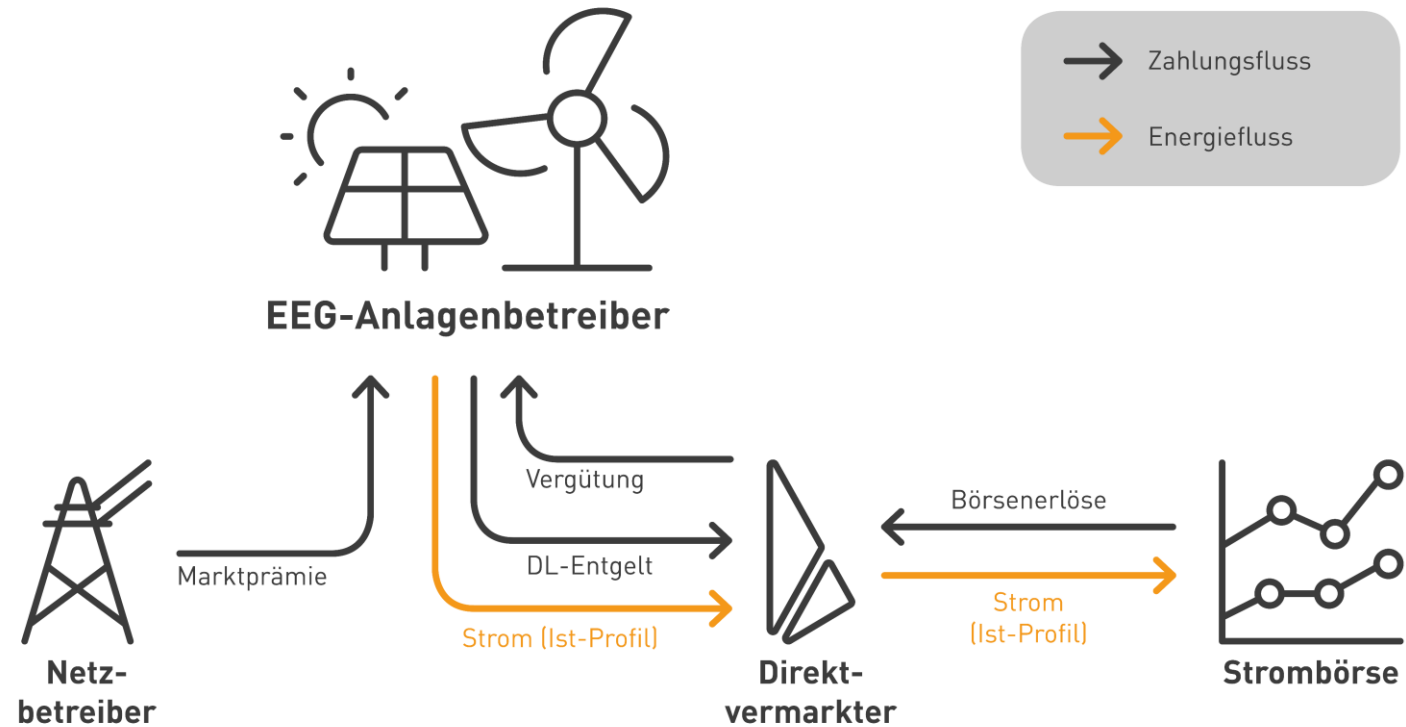 Zahlungsfluss
Energiefluss
EEG-Anlagenbetreiber
Vergütung
Börsenerlöse
Marktprämie
DL-Entgelt
Strom (Ist-Profil)
Strom
(Ist-Profil)
Netz-
betreiber
Direkt-
vermarkter
Strombörse